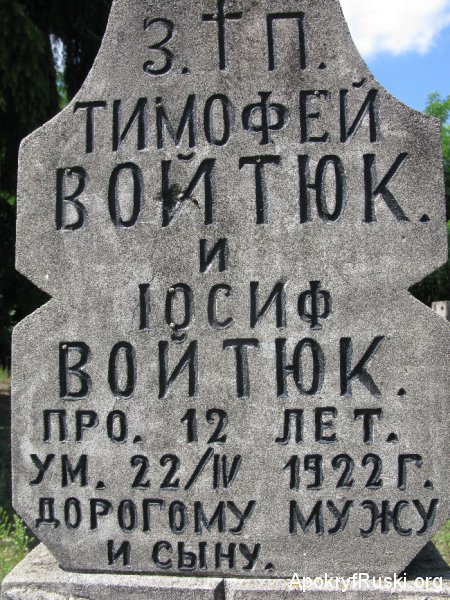 З. П.
ТИМОФЕЙ
ВОЙТЮК.
И
ІОСИФ
ВОЙТЮК.
ПРО. 12 ЛЕТ.
УМ. 22/IV 1922 Г.
ДОРОГОМУ МУЖУ
И СЫНУ.
ApokryfRuski.org